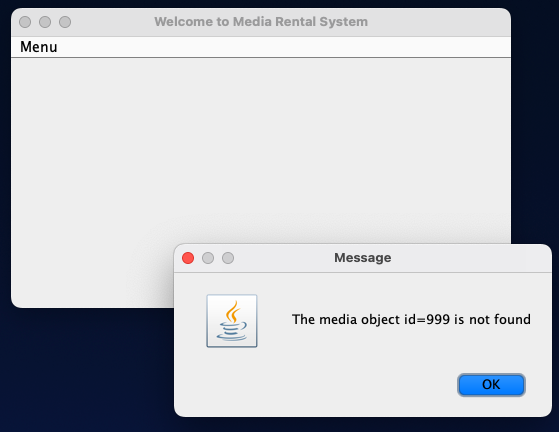 Welcome to Media Rental System
Menu
Message
The media object id=999 is not found
OK